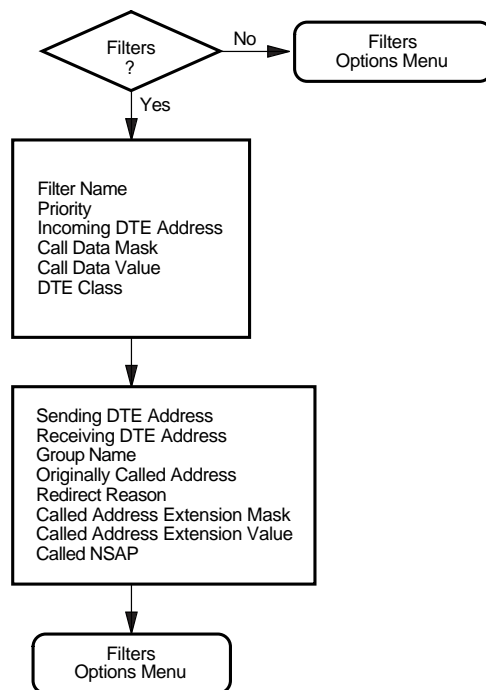 Filters
?
No
Filters
Options Menu
Yes
Filter Name
Priority
Incoming DTE Address
Call Data Mask
Call Data Value
DTE Class
Sending DTE Address
Receiving DTE Address
Group Name
Originally Called Address
Redirect Reason
Called Address Extension Mask
Called Address Extension Value
Called NSAP
Filters
Options Menu